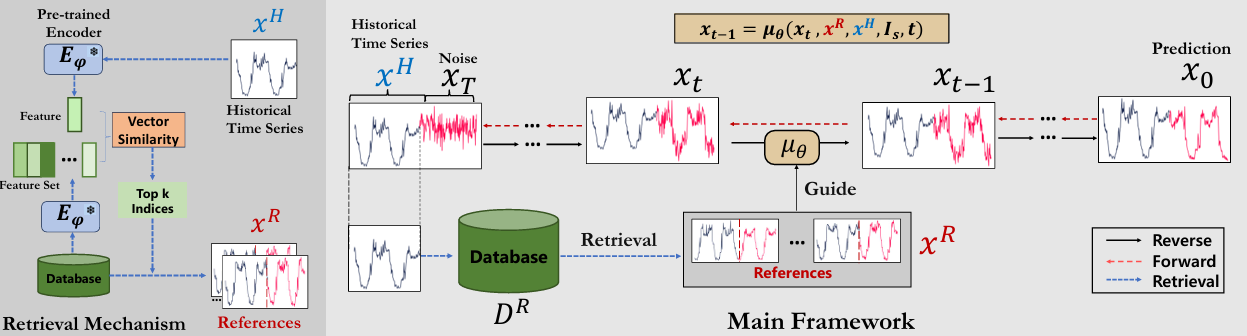 Pre-trained
Encoder
x^H
E_φ*
Historical
Time Series
Feature
Vector
Similarity
...
Feature Set
Top k
Indices
E_φ*
x^R
Database
...
Retrieval Mechanism
References
x_{t−1} = μ_θ(x_t, x^R, x^H, I_s, t)
Historical
Time Series
x^H
Noise
x_T
x_t
x_{t−1}
Prediction
x_0
...
μ_θ
...
Guide
Database
Retrieval
...
References
x^R
D^R
Reverse
Forward
Retrieval
Main Framework